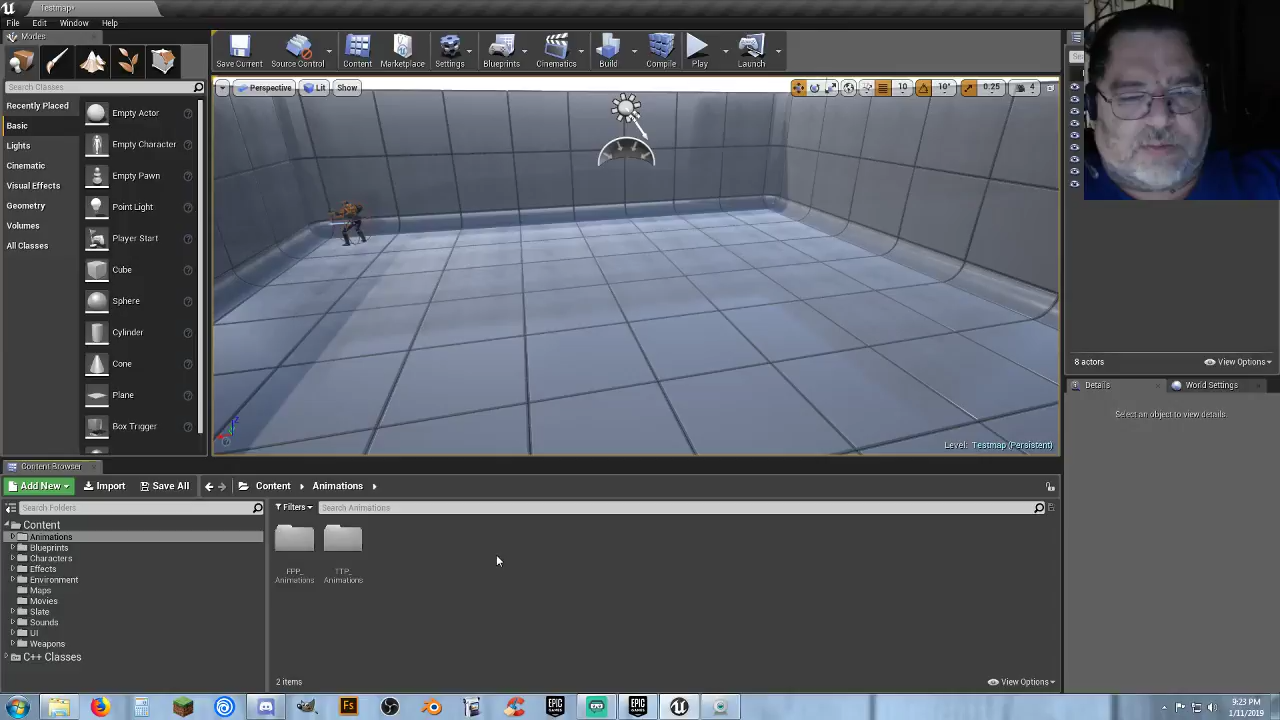 Testmap*
File Edit Window Help
Modes
Search Classes
Recently Placed
Basic
Lights
Cinematic
Visual Effects
Geometry
Volumes
All Classes
Empty Actor
Empty Character
Empty Pawn
Point Light
Player Start
Cube
Sphere
Cylinder
Cone
Plane
Box Trigger
Save Current Source Control Content Marketplace Settings Blueprints Cinematics Build Compile Play Launch
Perspective Lit Show
10 10° 0.25 4
Level: Testmap (Persistent)
8 actors View Options
Details World Settings
Select an object to view details.
Content Browser
Add New Import Save All Content Animations
Search Folders
Filters Search Animations
Content
Animations
Blueprints
Characters
Effects
Environment
Maps
Movies
Slate
Sounds
UI
Weapons
C++ Classes
FPP_
Animations
TTP_
Animations
2 items View Options
Fs
EPIC
GAMES
EPIC
GAMES
9:23 PM
1/11/2019